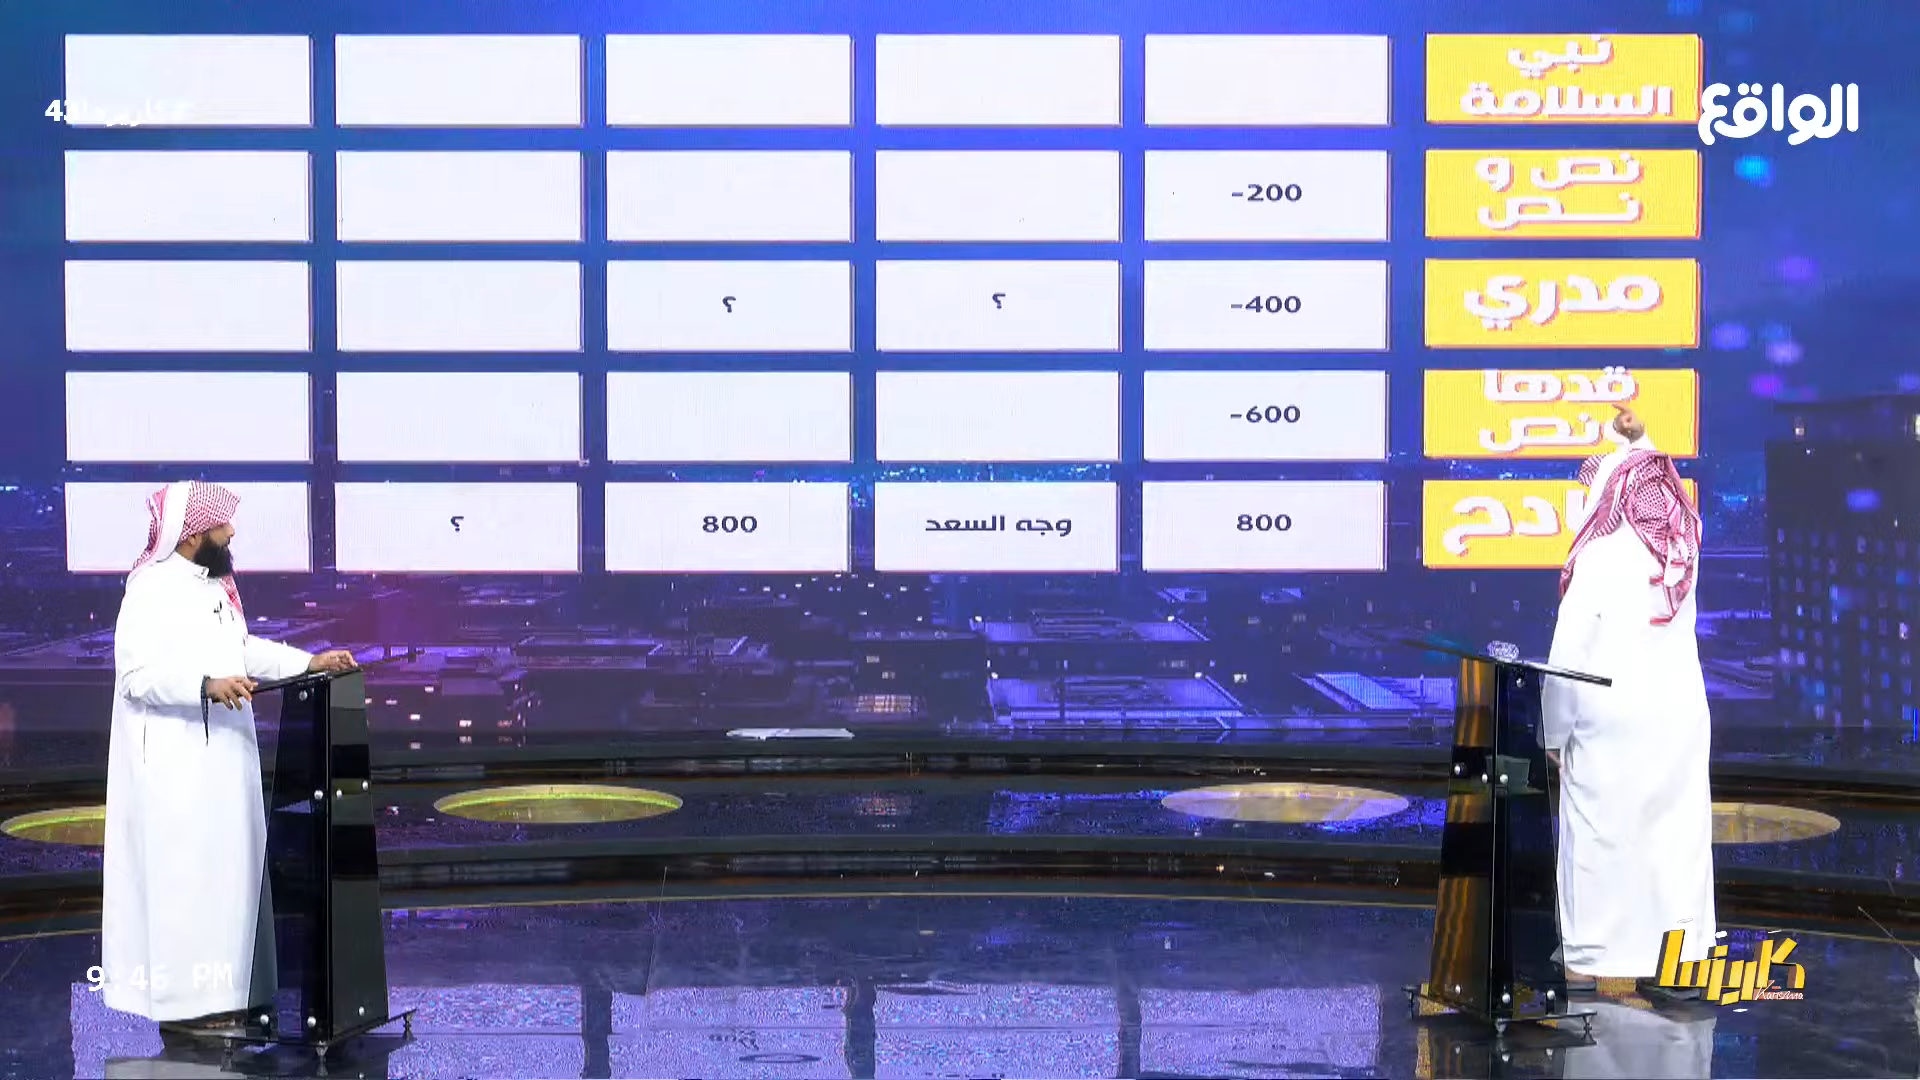 نبي
السلامة
الواقع
نص و
نص
-200
مدري
-400
؟
؟
قدها
ونص
-600
800
وجه السعد
800
؟
9:46 PM
كاريزما
Karizma